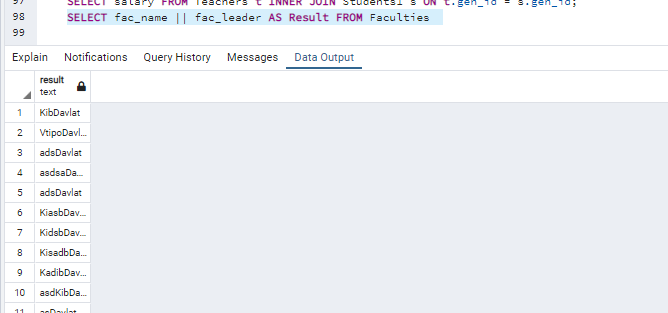 97 SELECT salary FROM Teachers t INNER JOIN Students1 s ON t.gen_id = s.gen_id;
98 SELECT fac_name || fac_leader AS Result FROM Faculties
99
Explain Notifications Query History Messages Data Output
result
text
1 KibDavlat
2 VtipoDavl...
3 adsDavlat
4 asdsaDa...
5 adsDavlat
6 KiasbDav...
7 KidsbDav...
8 KisadbDa...
9 KadibDav...
10 asdKibDa...
11 asDavlat